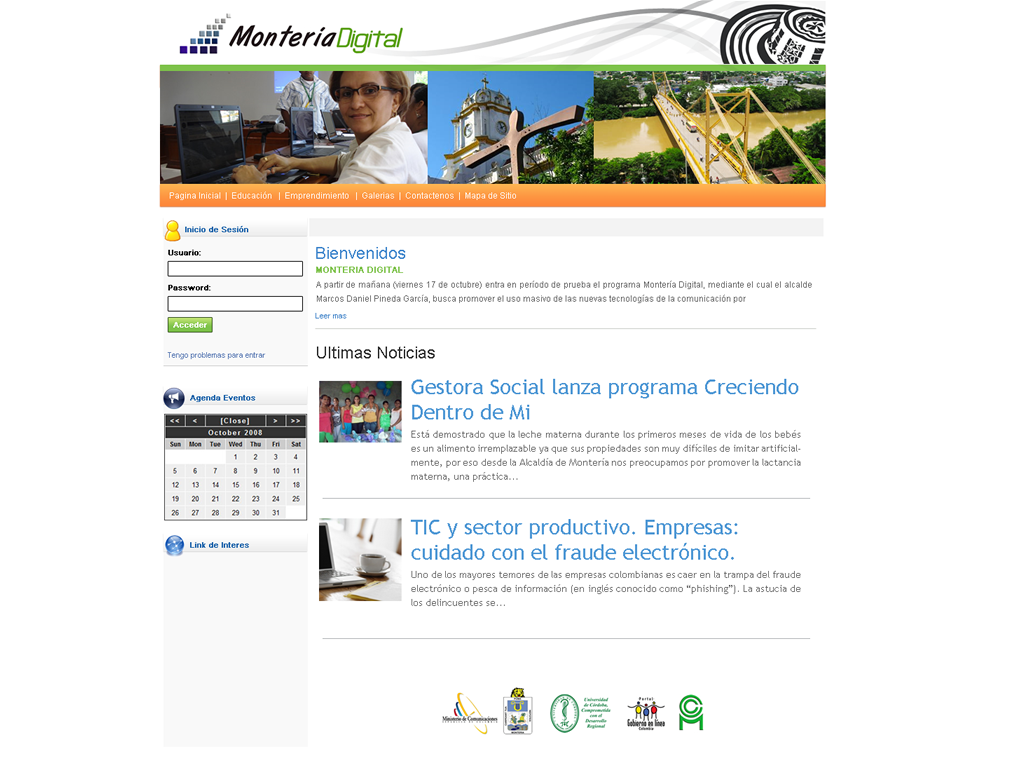 MonteríaDigital
Pagina Inicial | Educación | Emprendimiento | Galerias | Contactenos | Mapa de Sitio
Inicio de Sesión
Usuario:
Password:
Acceder
Tengo problemas para entrar
Agenda Eventos
<< < [Close] > >>
October 2008
Sun Mon Tue Wed Thu Fri Sat
1 2 3 4
5 6 7 8 9 10 11
12 13 14 15 16 17 18
19 20 21 22 23 24 25
26 27 28 29 30 31
Link de Interes
Bienvenidos
MONTERIA DIGITAL
A partir de mañana (viernes 17 de octubre) entra en período de prueba el programa Montería Digital, mediante el cual el alcalde
Marcos Daniel Pineda García, busca promover el uso masivo de las nuevas tecnologías de la comunicación por
Leer mas
Ultimas Noticias
Gestora Social lanza programa Creciendo
Dentro de Mi
Está demostrado que la leche materna durante los primeros meses de vida de los bebés
es un alimento irremplazable ya que sus propiedades son muy difíciles de imitar artificial-
mente, por eso desde la Alcaldía de Montería nos preocupamos por promover la lactancia
materna, una práctica...
TIC y sector productivo. Empresas:
cuidado con el fraude electrónico.
Uno de los mayores temores de las empresas colombianas es caer en la trampa del fraude
electrónico o pesca de información (en inglés conocido como “phishing”). La astucia de
los delincuentes se...
Ministerio de Comunicaciones
Universidad
de Córdoba,
Comprometida
con el
Desarrollo
Regional
Portal
Gobierno en línea
Colombia